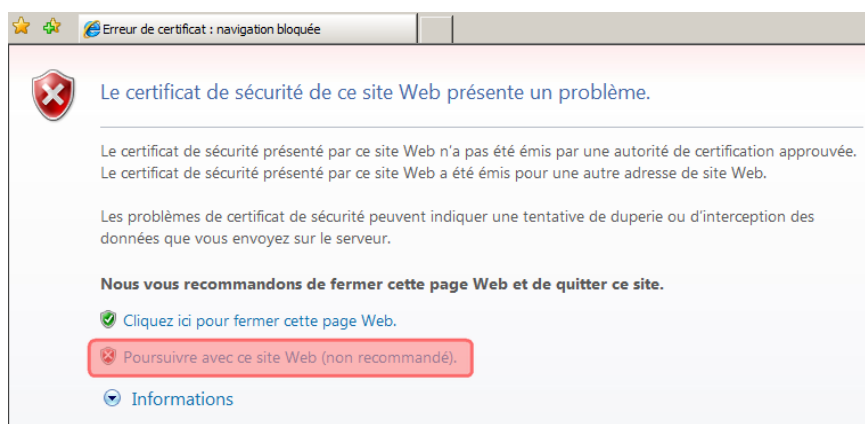 Erreur de certificat : navigation bloquée
Le certificat de sécurité de ce site Web présente un problème.
Le certificat de sécurité présenté par ce site Web n'a pas été émis par une autorité de certification approuvée.
Le certificat de sécurité présenté par ce site Web a été émis pour une autre adresse de site Web.
Les problèmes de certificat de sécurité peuvent indiquer une tentative de duperie ou d'interception des
données que vous envoyez sur le serveur.
Nous vous recommandons de fermer cette page Web et de quitter ce site.
Cliquez ici pour fermer cette page Web.
Poursuivre avec ce site Web (non recommandé).
Informations